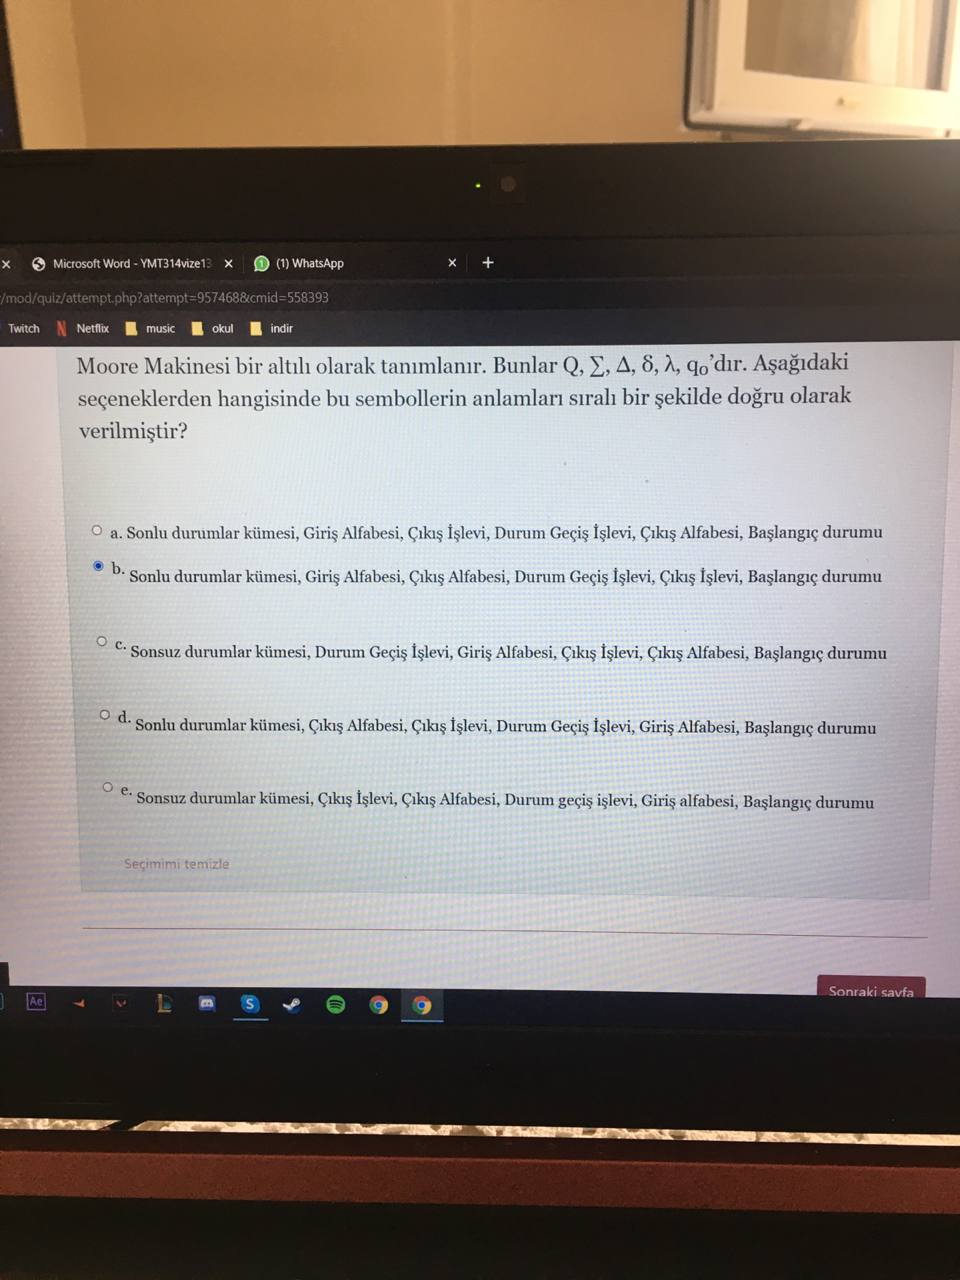 Microsoft Word - YMT314vize13
(1) WhatsApp
/mod/quiz/attempt.php?attempt=957468&cmid=558393
Twitch Netflix music okul indir
Moore Makinesi bir altılı olarak tanımlanır. Bunlar Q, ∑, Δ, δ, λ, q₀'dır. Aşağıdaki
seçeneklerden hangisinde bu sembollerin anlamları sıralı bir şekilde doğru olarak
verilmiştir?
a. Sonlu durumlar kümesi, Giriş Alfabesi, Çıkış İşlevi, Durum Geçiş İşlevi, Çıkış Alfabesi, Başlangıç durumu
b. Sonlu durumlar kümesi, Giriş Alfabesi, Çıkış Alfabesi, Durum Geçiş İşlevi, Çıkış İşlevi, Başlangıç durumu
c. Sonsuz durumlar kümesi, Durum Geçiş İşlevi, Giriş Alfabesi, Çıkış İşlevi, Çıkış Alfabesi, Başlangıç durumu
d. Sonlu durumlar kümesi, Çıkış Alfabesi, Çıkış İşlevi, Durum Geçiş İşlevi, Giriş Alfabesi, Başlangıç durumu
e. Sonsuz durumlar kümesi, Çıkış İşlevi, Çıkış Alfabesi, Durum geçiş işlevi, Giriş alfabesi, Başlangıç durumu
Seçimimi temizle
Sonraki sayfa
Ae